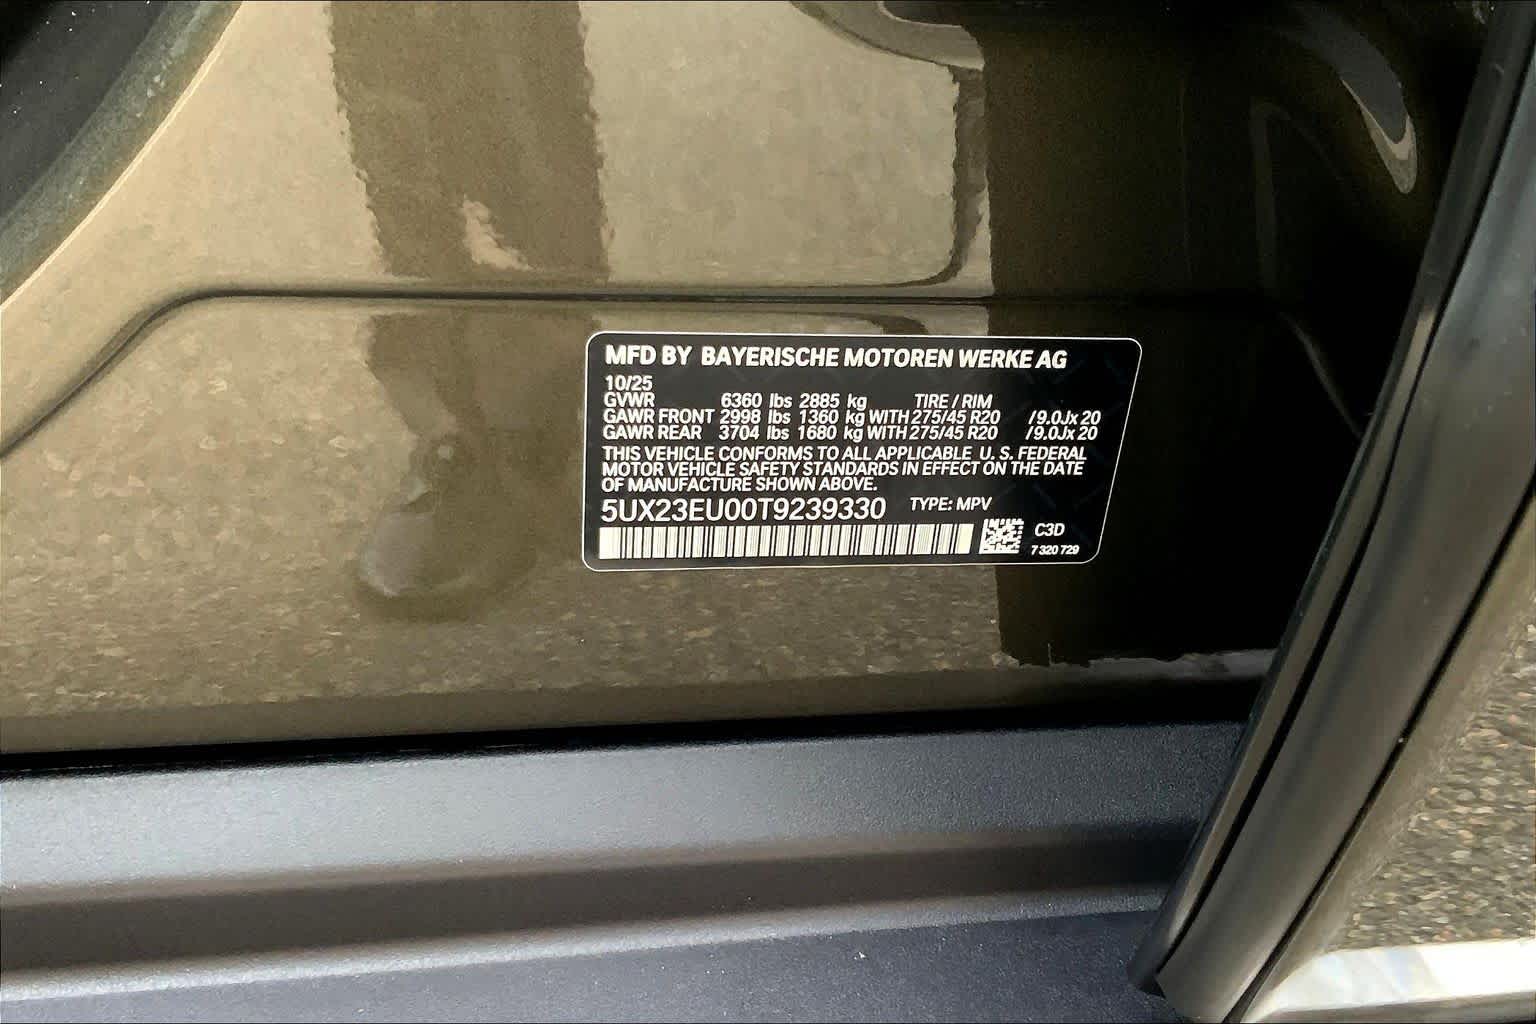 MFD BY BAYERISCHE MOTOREN WERKE AG
10/25
GVWR 6360 lbs 2885 kg TIRE / RIM
GAWR FRONT 2998 lbs 1360 kg WITH 275/45 R20 /9.0Jx 20
GAWR REAR 3704 lbs 1680 kg WITH 275/45 R20 /9.0Jx 20
THIS VEHICLE CONFORMS TO ALL APPLICABLE U. S. FEDERAL
MOTOR VEHICLE SAFETY STANDARDS IN EFFECT ON THE DATE
OF MANUFACTURE SHOWN ABOVE.
5UX23EU00T9239330 TYPE: MPV
C3D
7 320 729